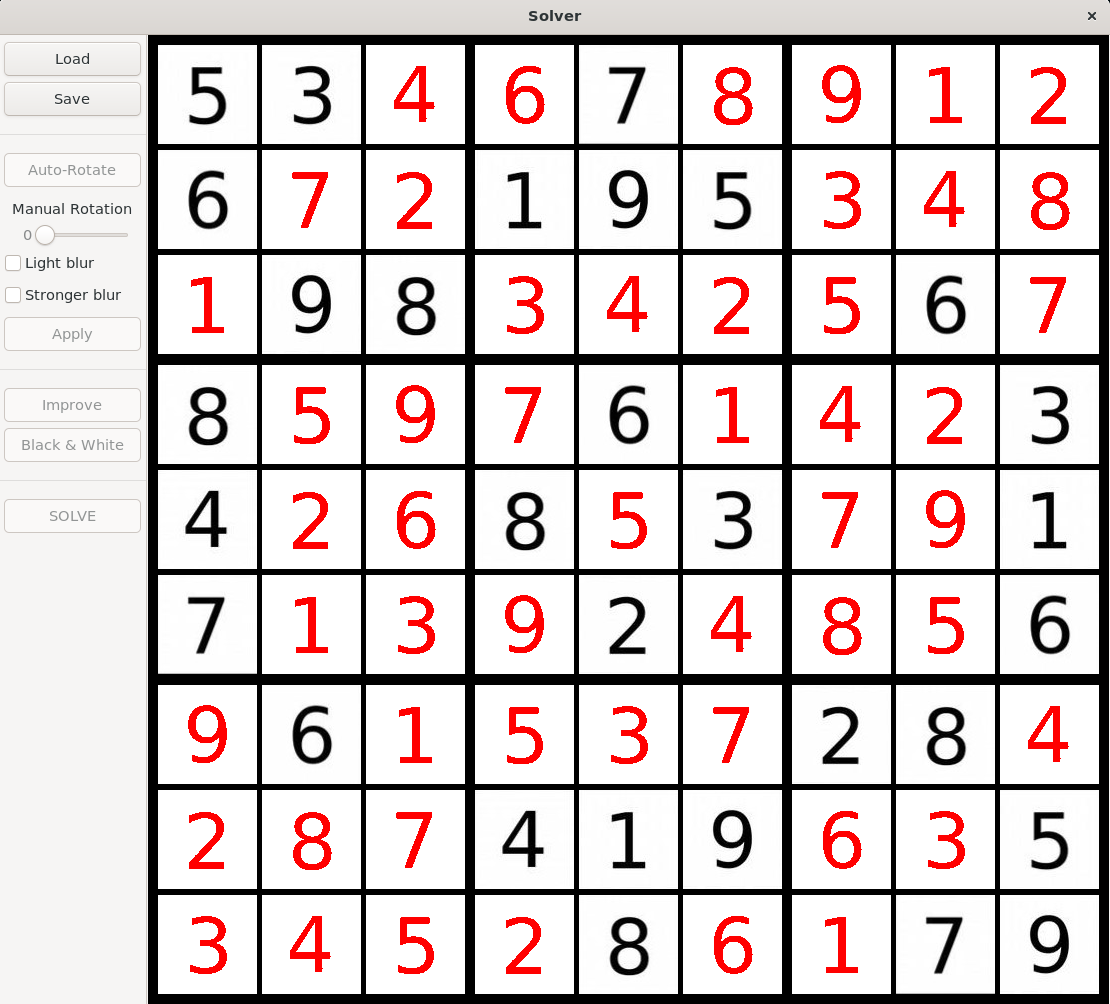 Solver ×
Load
Save
Auto-Rotate
Manual Rotation
0
Light blur
Stronger blur
Apply
Improve
Black & White
SOLVE
5 3 4 6 7 8 9 1 2
6 7 2 1 9 5 3 4 8
1 9 8 3 4 2 5 6 7
8 5 9 7 6 1 4 2 3
4 2 6 8 5 3 7 9 1
7 1 3 9 2 4 8 5 6
9 6 1 5 3 7 2 8 4
2 8 7 4 1 9 6 3 5
3 4 5 2 8 6 1 7 9